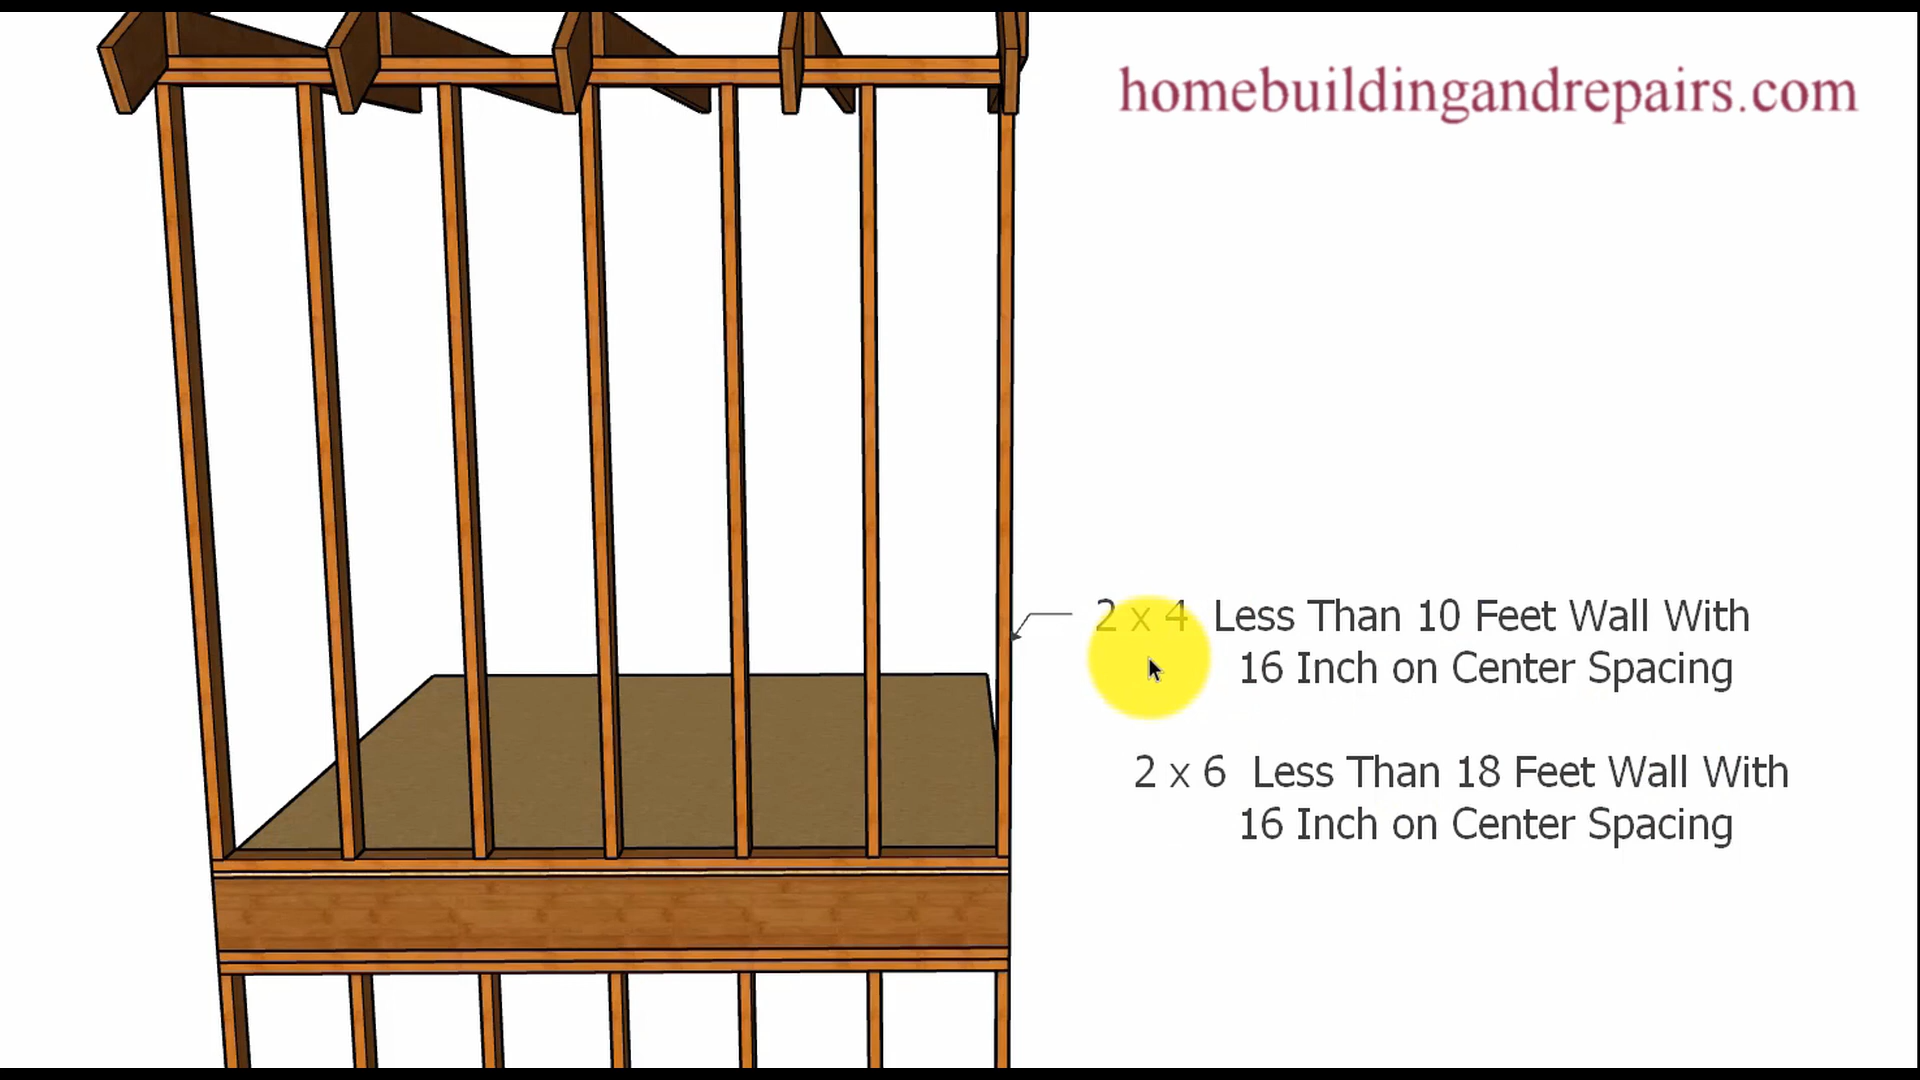 homebuildingandrepairs.com
2 x 4 Less Than 10 Feet Wall With
16 Inch on Center Spacing
2 x 6 Less Than 18 Feet Wall With
16 Inch on Center Spacing